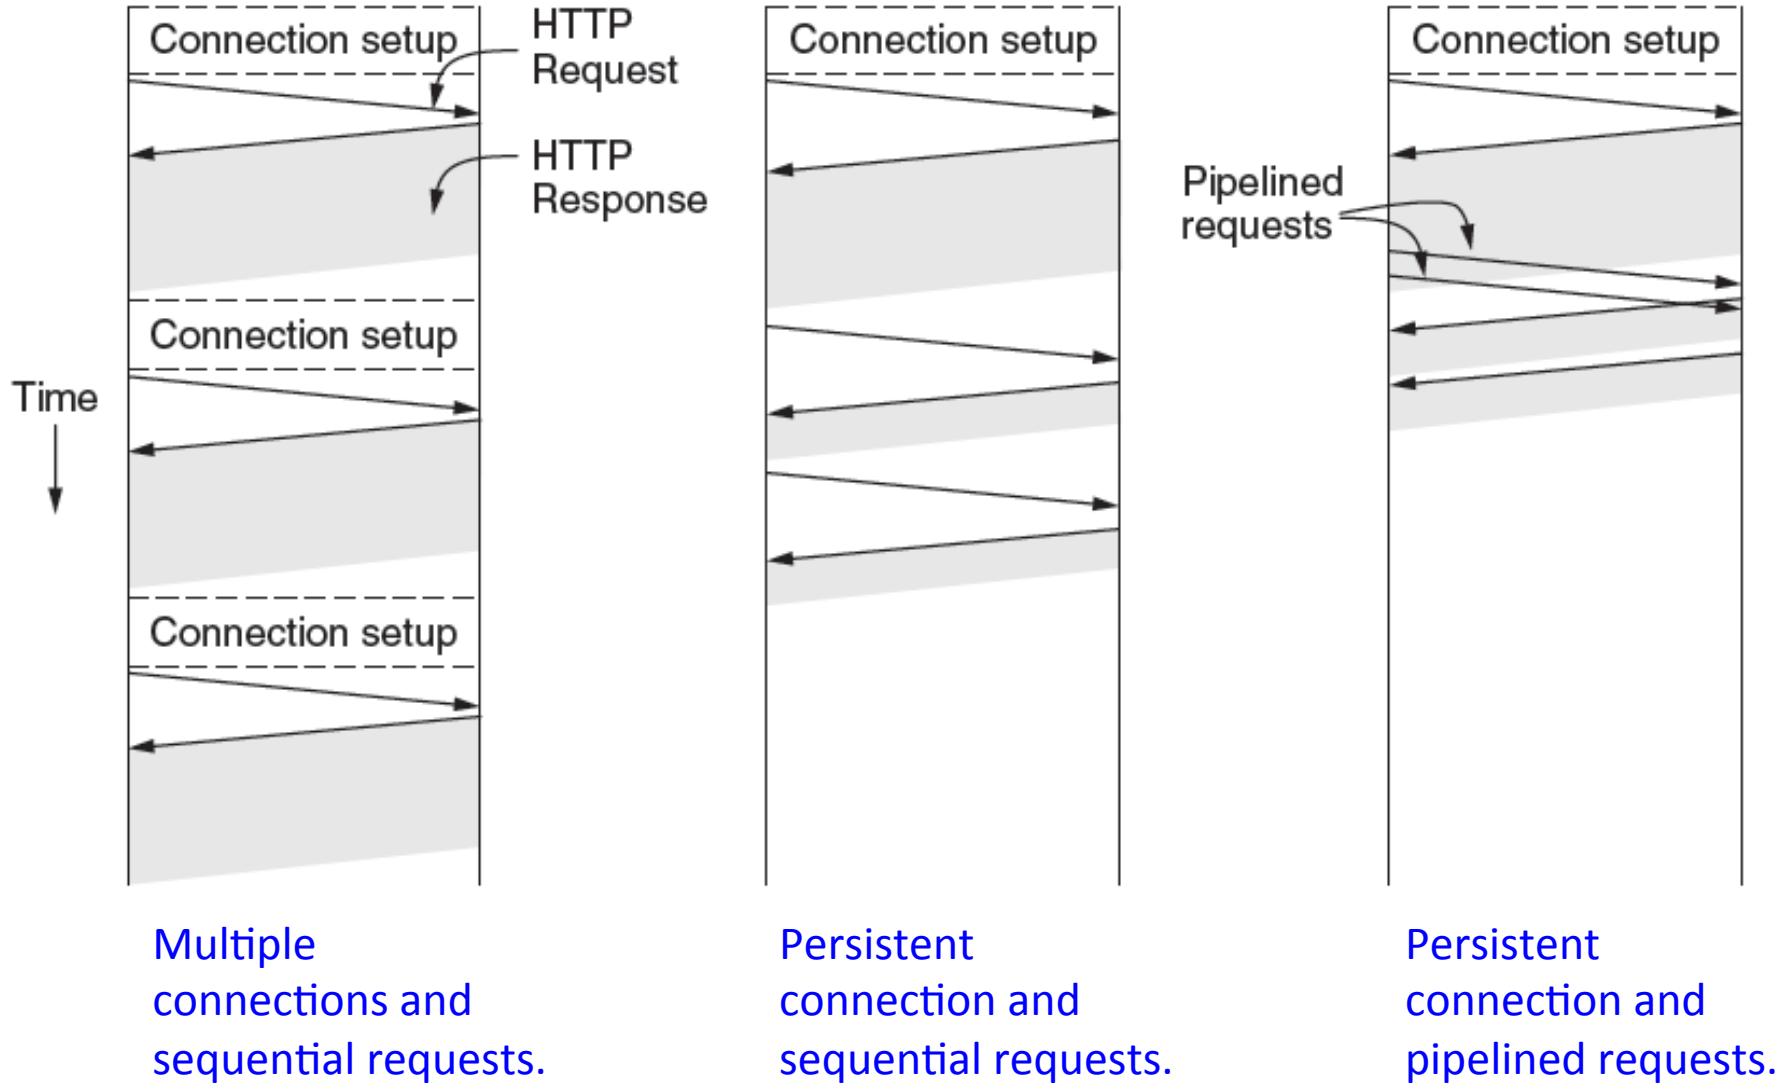 Connection setup
HTTP
Request
HTTP
Response
Connection setup
Connection setup
Time
Connection setup
Connection setup
Pipelined
requests
Multiple
connections and
sequential requests.
Persistent
connection and
sequential requests.
Persistent
connection and
pipelined requests.